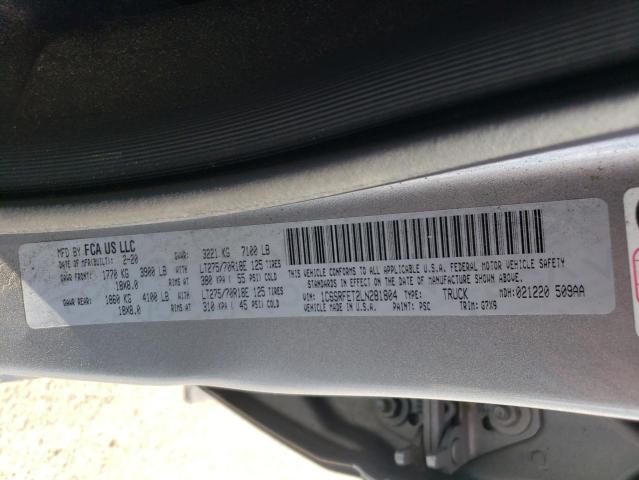 MFD BY FCA US LLC
DATE OF MFR(BUILT): 2-20 GVWR: 3221 KG 7100 LB
GAWR FRONT: 1770 KG 3900 LB WITH LT275/70R18E 125 TIRES
18X8.0 RIMS AT 380 KPA ( 55 PSI) COLD
GAWR REAR: 1860 KG 4100 LB WITH LT275/70R18E 125 TIRES
18X8.0 RIMS AT 310 KPA ( 45 PSI) COLD
THIS VEHICLE CONFORMS TO ALL APPLICABLE U.S.A. FEDERAL MOTOR VEHICLE SAFETY
STANDARDS IN EFFECT ON THE DATE OF MANUFACTURE SHOWN ABOVE.
VIN: 1C6SRFET2LN281804 TYPE: TRUCK MDH: 021220 509AA
MADE IN U.S.A. PAINT: PSC TRIM: G7X9